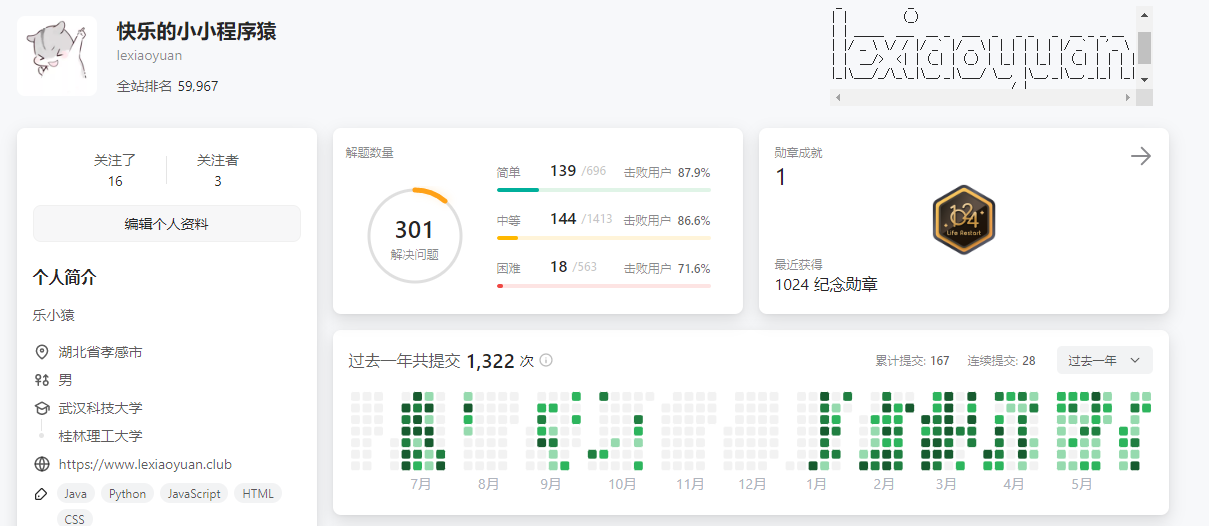 快乐的小小程序猿
lexiaoyuan
全站排名 59,967
lexiaoyuan
关注了 关注者
16 3
编辑个人资料
个人简介
乐小猿
湖北省孝感市
男
武汉科技大学
桂林理工大学
https://www.lexiaoyuan.club
Java Python JavaScript HTML
CSS
解题数量
301
解决问题
简单 139 /696 击败用户 87.9%
中等 144 /1413 击败用户 86.6%
困难 18 /563 击败用户 71.6%
勋章成就
1
1024
Life Restart
最近获得
1024 纪念勋章
过去一年共提交 1,322 次
累计提交: 167 连续提交: 28 过去一年
7月 8月 9月 10月 11月 12月 1月 2月 3月 4月 5月